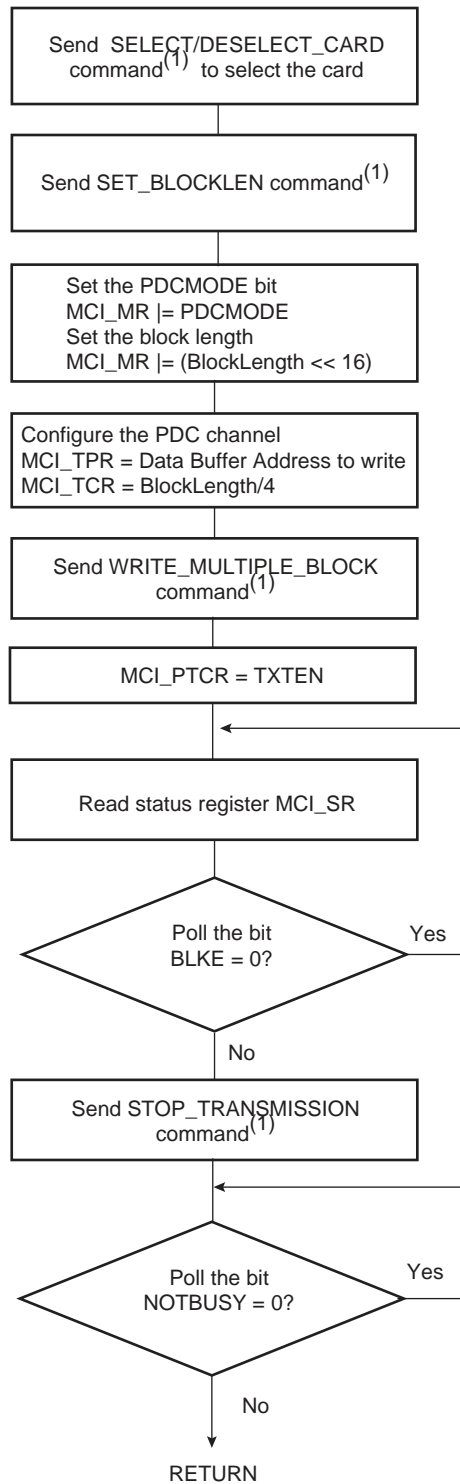 Send SELECT/DESELECT_CARD
command(1) to select the card
Send SET_BLOCKLEN command(1)
Set the PDCMODE bit
MCI_MR |= PDCMODE
Set the block length
MCI_MR |= (BlockLength << 16)
Configure the PDC channel
MCI_TPR = Data Buffer Address to write
MCI_TCR = BlockLength/4
Send WRITE_MULTIPLE_BLOCK
command(1)
MCI_PTCR = TXTEN
Read status register MCI_SR
Poll the bit
BLKE = 0?
Yes
No
Send STOP_TRANSMISSION
command(1)
Poll the bit
NOTBUSY = 0?
Yes
No
RETURN